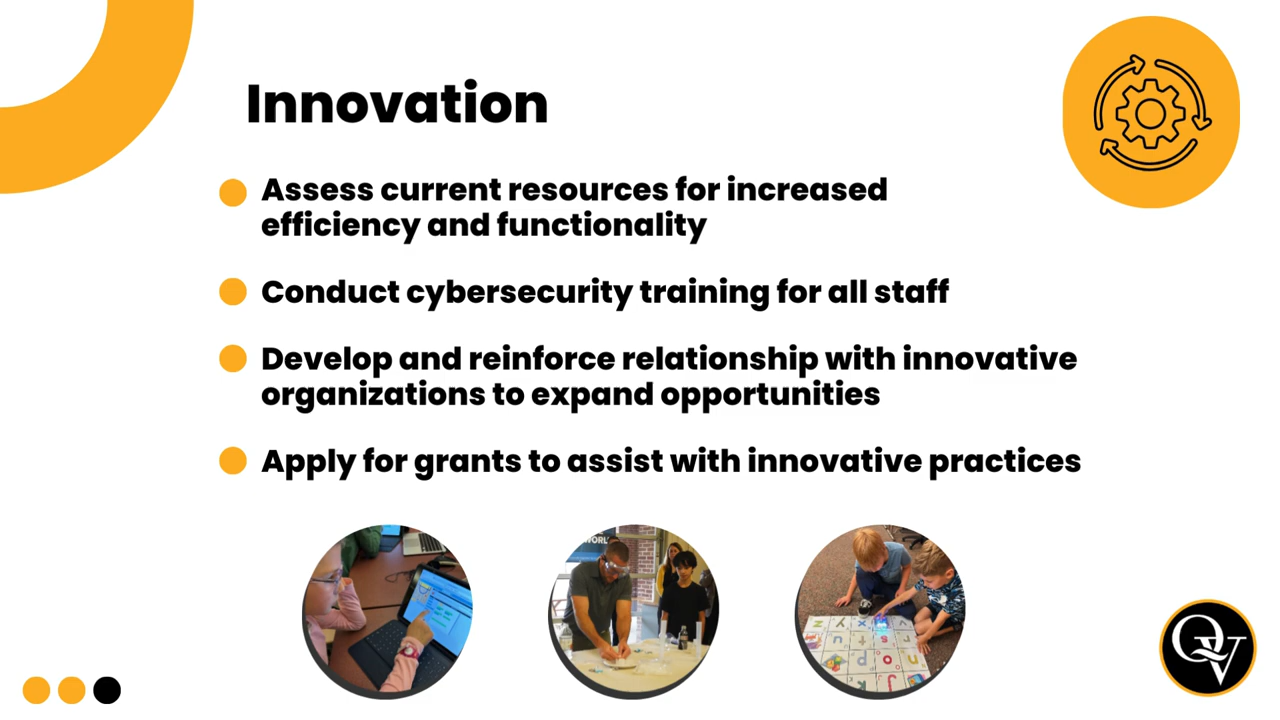 Innovation
Assess current resources for increased
efficiency and functionality
Conduct cybersecurity training for all staff
Develop and reinforce relationship with innovative
organizations to expand opportunities
Apply for grants to assist with innovative practices
WORL
Z X Y
S
U
P O
J
QV